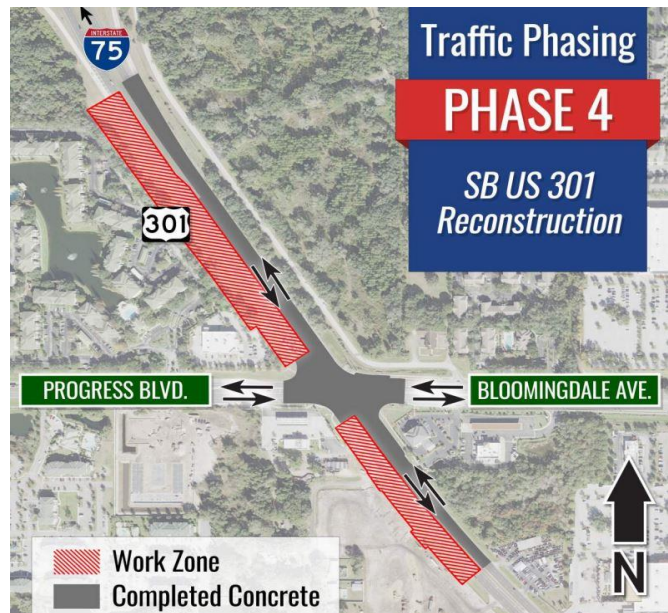 INTERSTATE
75
Traffic Phasing
PHASE 4
SB US 301
Reconstruction
301
PROGRESS BLVD.
BLOOMINGDALE AVE.
Work Zone
Completed Concrete
N